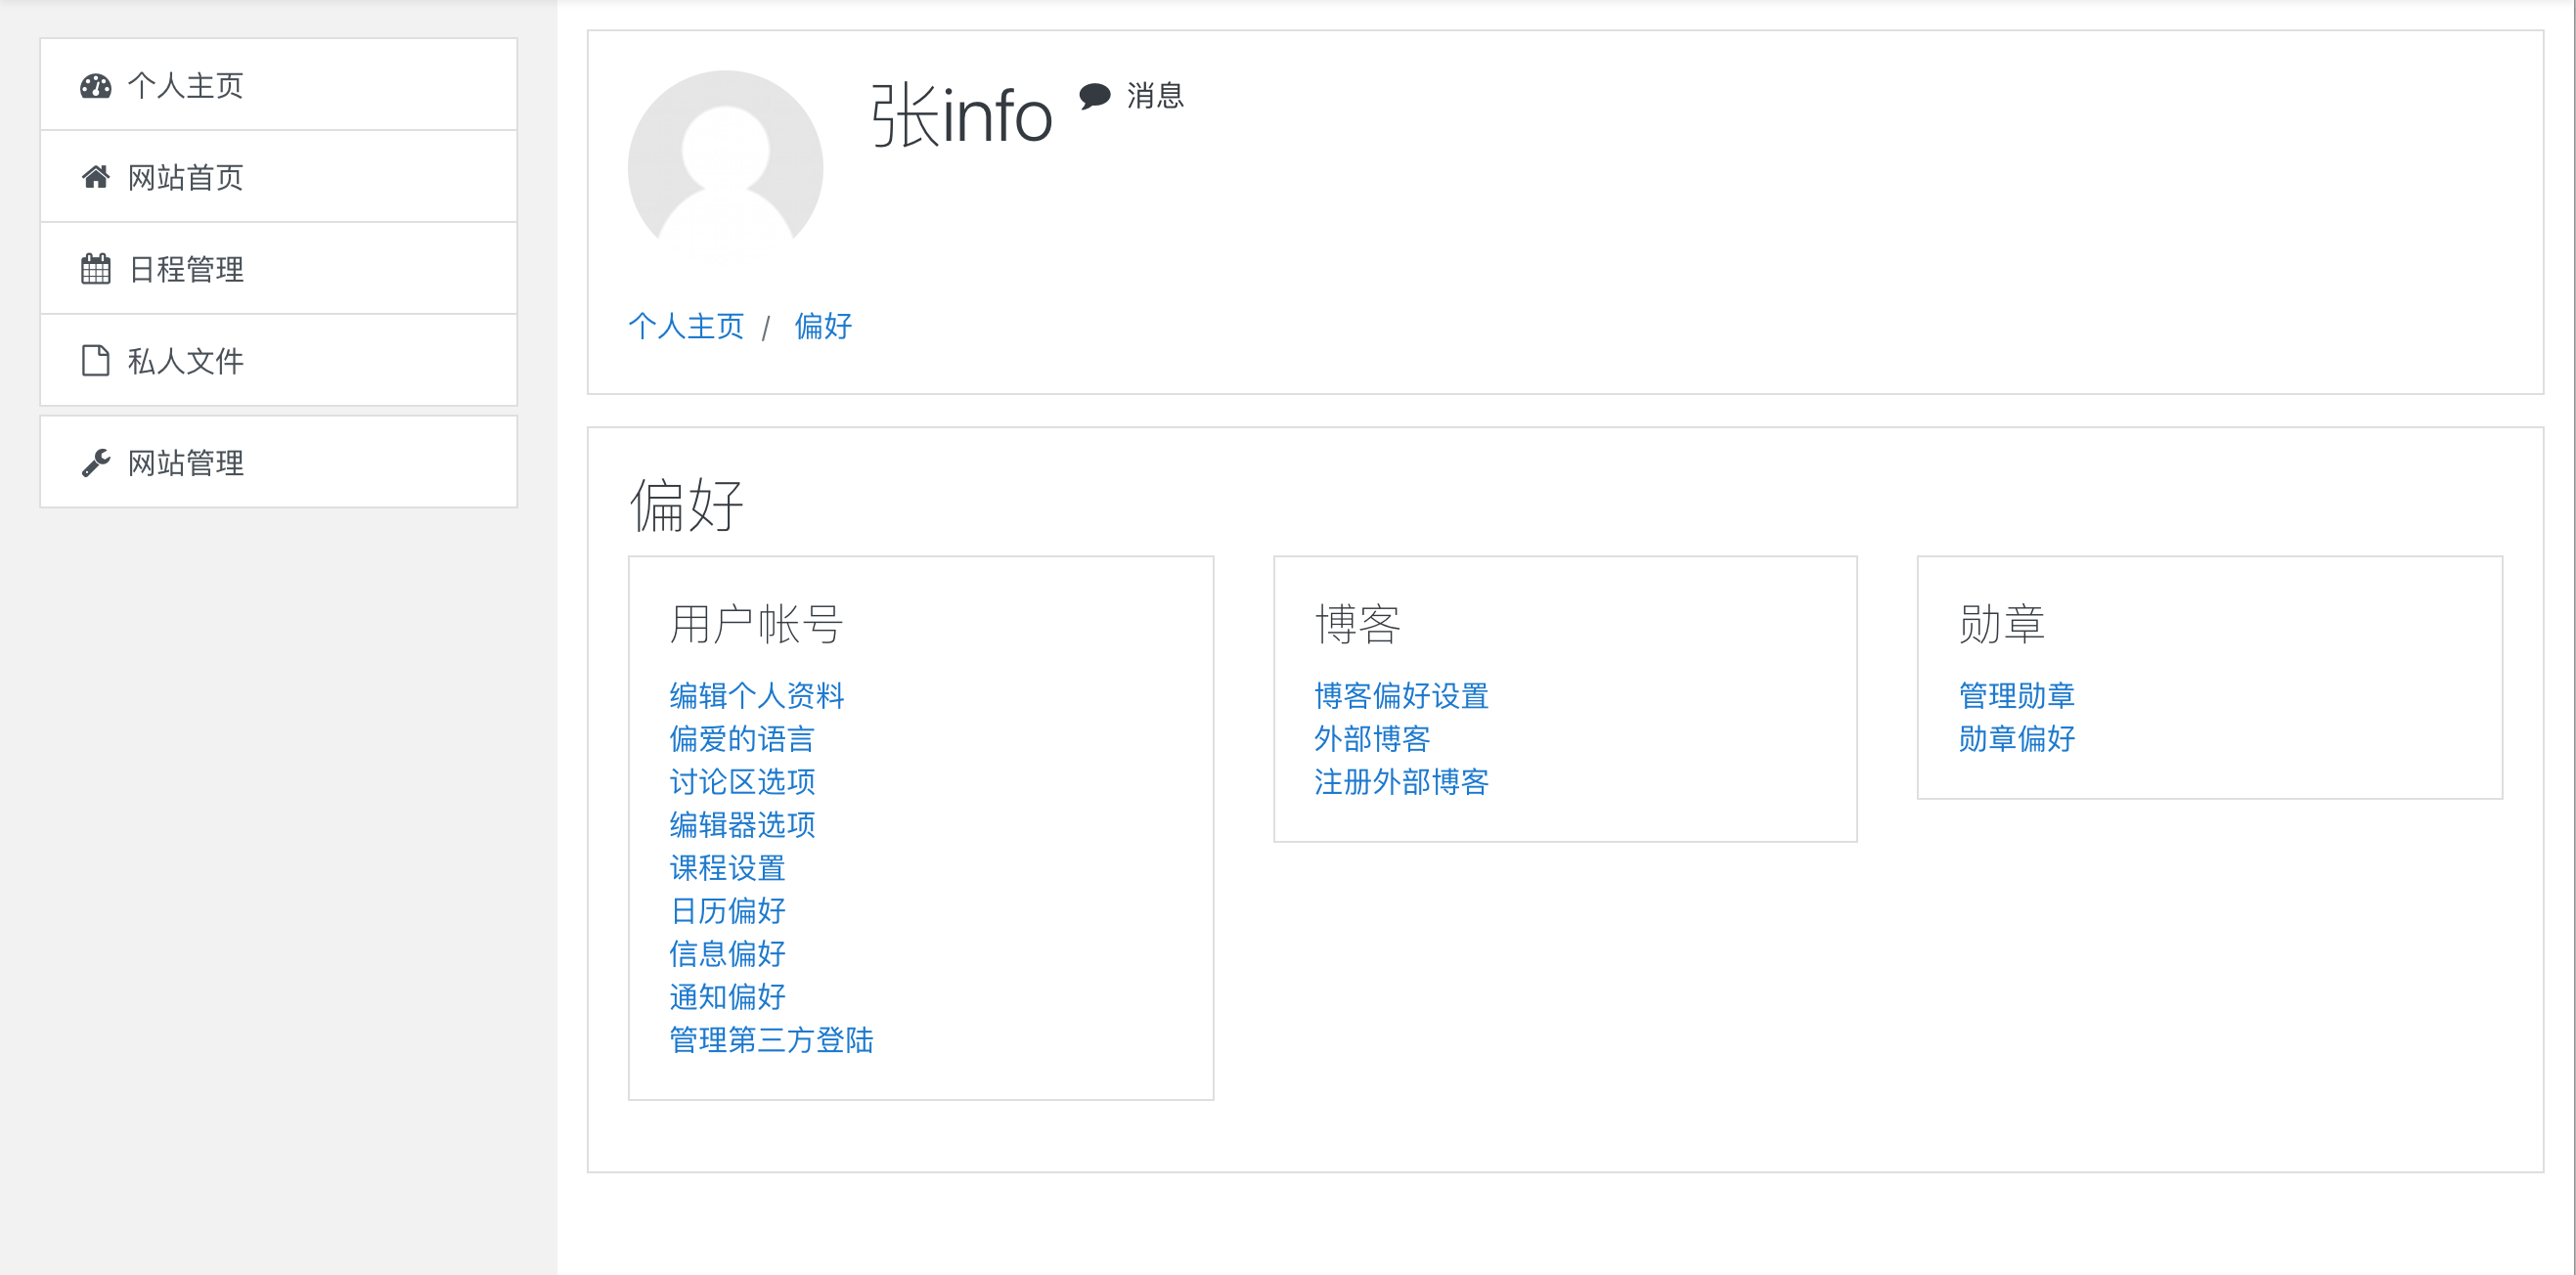 个人主页
网站首页
日程管理
私人文件
网站管理
张info 消息
个人主页 / 偏好
偏好
用户帐号
编辑个人资料
偏爱的语言
讨论区选项
编辑器选项
课程设置
日历偏好
信息偏好
通知偏好
管理第三方登陆
博客
博客偏好设置
外部博客
注册外部博客
勋章
管理勋章
勋章偏好